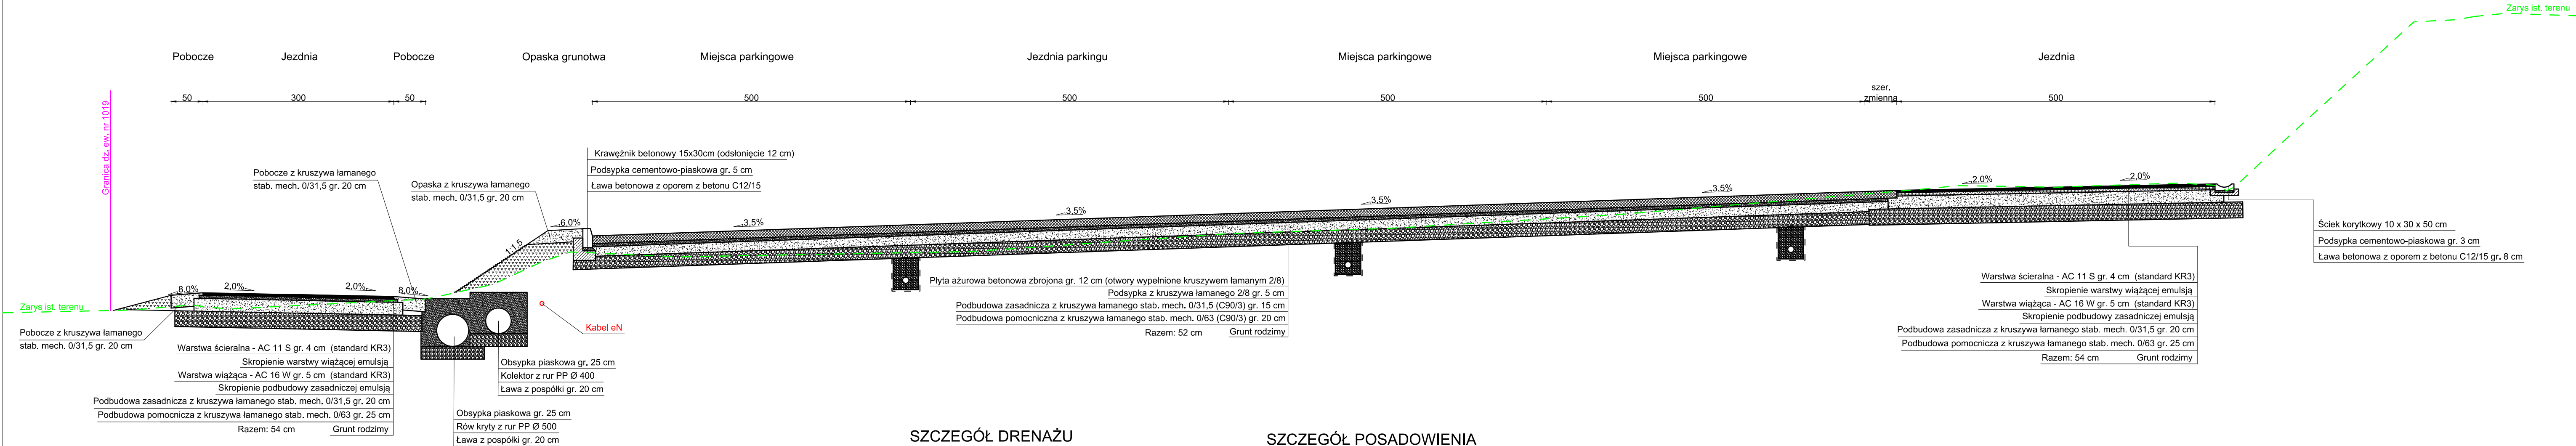 Zarys ist. terenu
Pobocze
Jezdnia
Pobocze
Opaska grunotwa
Miejsca parkingowe
Jezdnia parkingu
Miejsca parkingowe
Miejsca parkingowe
Jezdnia
50
300
50
500
500
500
500
szer.
zmienna
500
Granica dz. ew. nr 1019
Krawężnik betonowy 15x30cm (odsłonięcie 12 cm)
Podsypka cementowo-piaskowa gr. 5 cm
Ława betonowa z oporem z betonu C12/15
Pobocze z kruszywa łamanego
stab. mech. 0/31,5 gr. 20 cm
Opaska z kruszywa łamanego
stab. mech. 0/31,5 gr. 20 cm
6.0%
1:1.5
3.5%
3.5%
3.5%
3.5%
2.0%
2.0%
8.0%
2.0%
2.0%
8.0%
Zarys ist. terenu
Pobocze z kruszywa łamanego
stab. mech. 0/31,5 gr. 20 cm
Kabel eN
Warstwa ścieralna - AC 11 S gr. 4 cm (standard KR3)
Skropienie warstwy wiążącej emulsją
Warstwa wiążąca - AC 16 W gr. 5 cm (standard KR3)
Skropienie podbudowy zasadniczej emulsją
Podbudowa zasadnicza z kruszywa łamanego stab. mech. 0/31,5 gr. 20 cm
Podbudowa pomocnicza z kruszywa łamanego stab. mech. 0/63 gr. 25 cm
Razem: 54 cm Grunt rodzimy
Obsypka piaskowa gr. 25 cm
Kolektor z rur PP Ø 400
Ława z pospółki gr. 20 cm
Obsypka piaskowa gr. 25 cm
Rów kryty z rur PP Ø 500
Ława z pospółki gr. 20 cm
Płyta ażurowa betonowa zbrojona gr. 12 cm (otwory wypełnione kruszywem łamanym 2/8)
Podsypka z kruszywa łamanego 2/8 gr. 5 cm
Podbudowa zasadnicza z kruszywa łamanego stab. mech. 0/31,5 (C90/3) gr. 15 cm
Podbudowa pomocniczna z kruszywa łamanego stab. mech. 0/63 (C90/3) gr. 20 cm
Razem: 52 cm Grunt rodzimy
Ściek korytkowy 10 x 30 x 50 cm
Podsypka cementowo-piaskowa gr. 3 cm
Ława betonowa z oporem z betonu C12/15 gr. 8 cm
Warstwa ścieralna - AC 11 S gr. 4 cm (standard KR3)
Skropienie warstwy wiążącej emulsją
Warstwa wiążąca - AC 16 W gr. 5 cm (standard KR3)
Skropienie podbudowy zasadniczej emulsją
Podbudowa zasadnicza z kruszywa łamanego stab. mech. 0/31,5 gr. 20 cm
Podbudowa pomocnicza z kruszywa łamanego stab. mech. 0/63 gr. 25 cm
Razem: 54 cm Grunt rodzimy
SZCZEGÓŁ DRENAŻU
SZCZEGÓŁ POSADOWIENIA